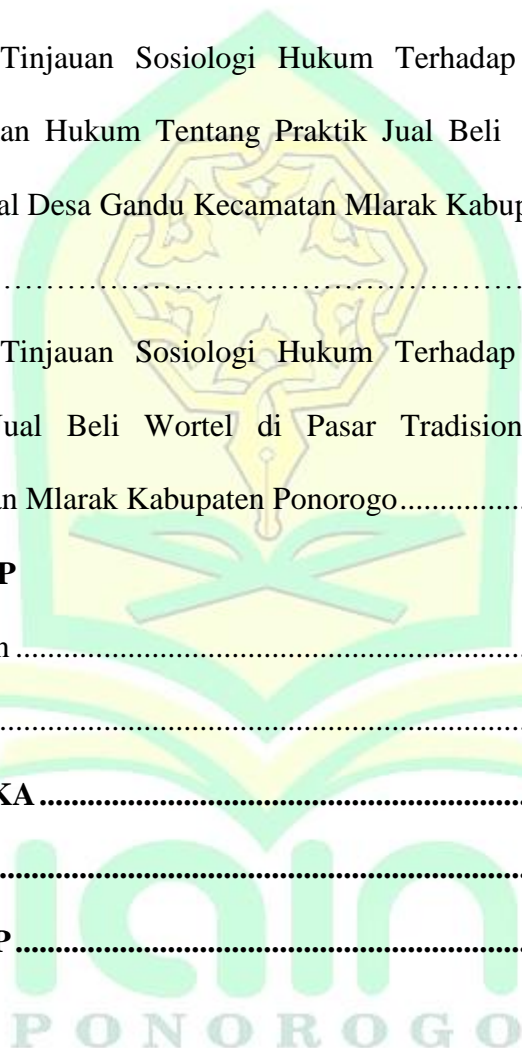 Tinjauan Sosiologi Hukum Terhadap
an Hukum Tentang Praktik Jual Beli
al Desa Gandu Kecamatan Mlarak Kabup
................................................
Tinjauan Sosiologi Hukum Terhadap
Jual Beli Wortel di Pasar Tradision
an Mlarak Kabupaten Ponorogo................
P
n................................................
................................................
KA................................................
................................................
P................................................
iain
PONOROGO